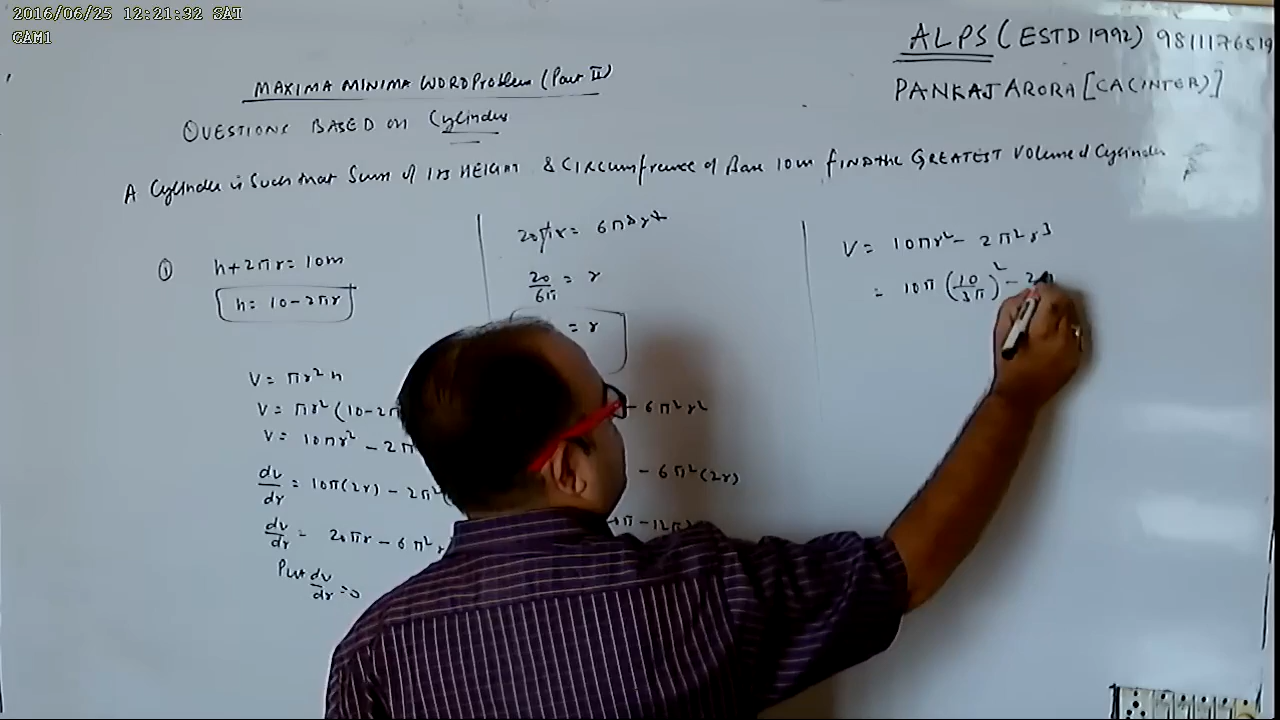 2016/06/25 12:21:32 SAT
CAM1
ALPS (ESTD 1992) 9811176519
PANKAJ ARORA [CA(INTER)]
MAXIMA MINIMA WORD Problem (Part II)
QUESTIONS BASED ON Cylinder
A Cylinder is Such that Sum of its HEIGHT & CIRcumfrence of Base 10m FIND the GREATEST Volume of Cylinder
① h+2πr = 10m
h = 10-2πr
V = πr² h
V = πr² (10-2π
V = 10πr² - 2π
dv/dr = 10π(2r) - 2π²
dv/dr = 20πr - 6π²
Put dv/dr = 0
20πr = 6π²r²
20/6π = r
= r
- 6π²r²
- 6π²(2r)
π - 12π²
V = 10πr² - 2π²r³
= 10π (10/3π)² - 2